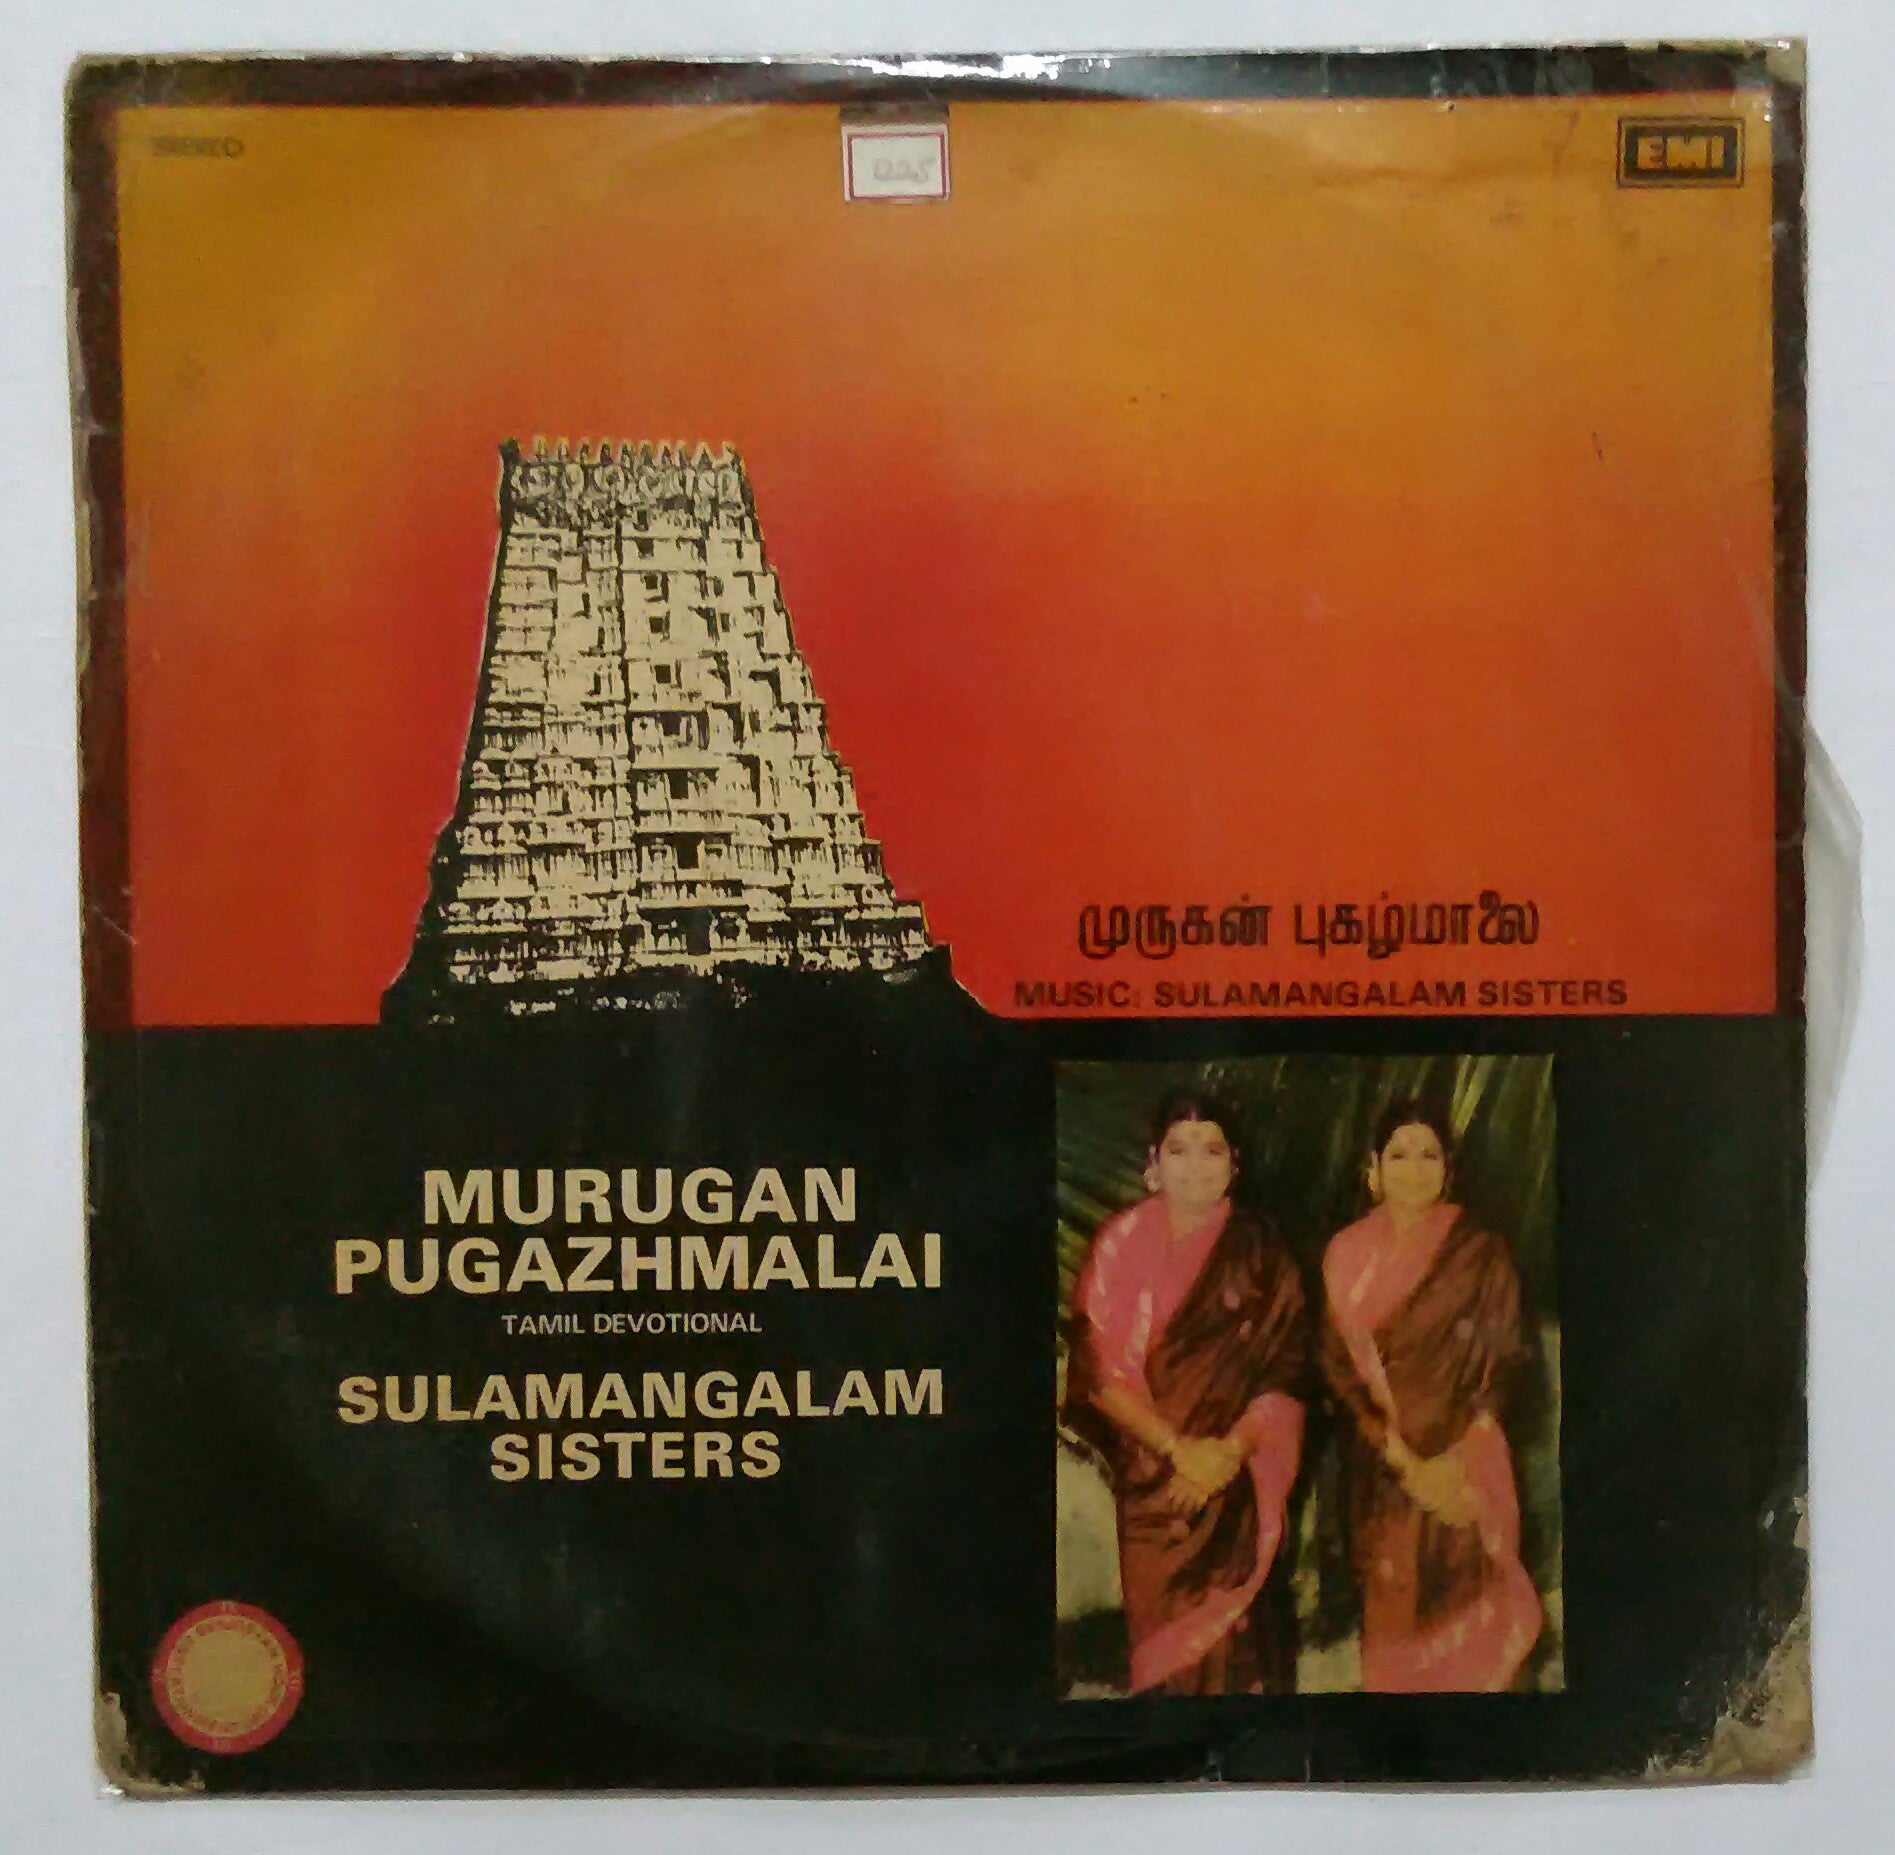 STEREO
EMI
முருகன் புகழ்மாலை
MUSIC: SULAMANGALAM SISTERS
MURUGAN
PUGAZHMALAI
TAMIL DEVOTIONAL
SULAMANGALAM
SISTERS